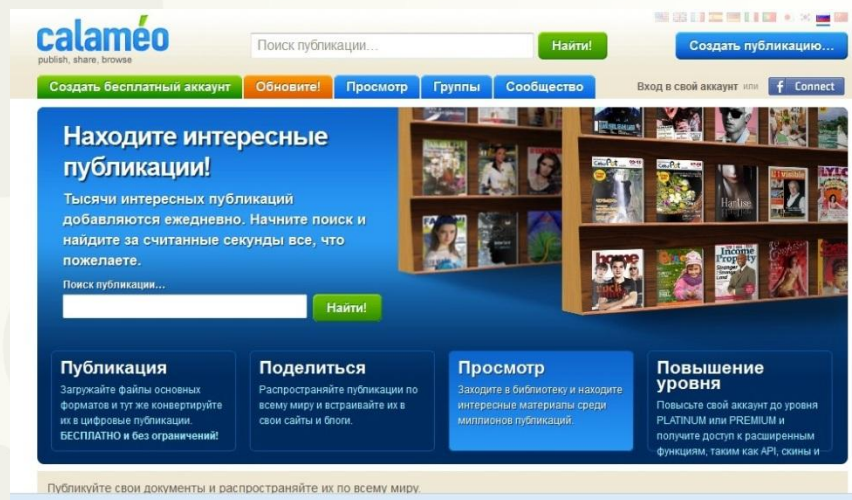 calaméo
publish, share, browse
Поиск публикации...
Найти!
Создать публикацию...
Создать бесплатный аккаунт
Обновите!
Просмотр
Группы
Сообщество
Вход в свой аккаунт или
f Connect
Находите интересные
публикации!
Тысячи интересных публикаций
добавляются ежедневно. Начните поиск и
найдите за считанные секунды все, что
пожелаете.
Поиск публикации...
Найти!
home
rock
Income
Property
Публикация
Загружайте файлы основных
форматов и тут же конвертируйте
их в цифровые публикации.
БЕСПЛАТНО и без ограничений!
Поделиться
Распространяйте публикации по
всему миру и встраивайте их в
свои сайты и блоги.
Просмотр
Заходите в библиотеку и находите
интересные материалы среди
миллионов публикаций.
Повышение
уровня
Повысьте свой аккаунт до уровня
PLATINUM или PREMIUM и
получите доступ к расширенным
функциям, таким как API, скины и
Публикуйте свои документы и распространяйте их по всему миру.